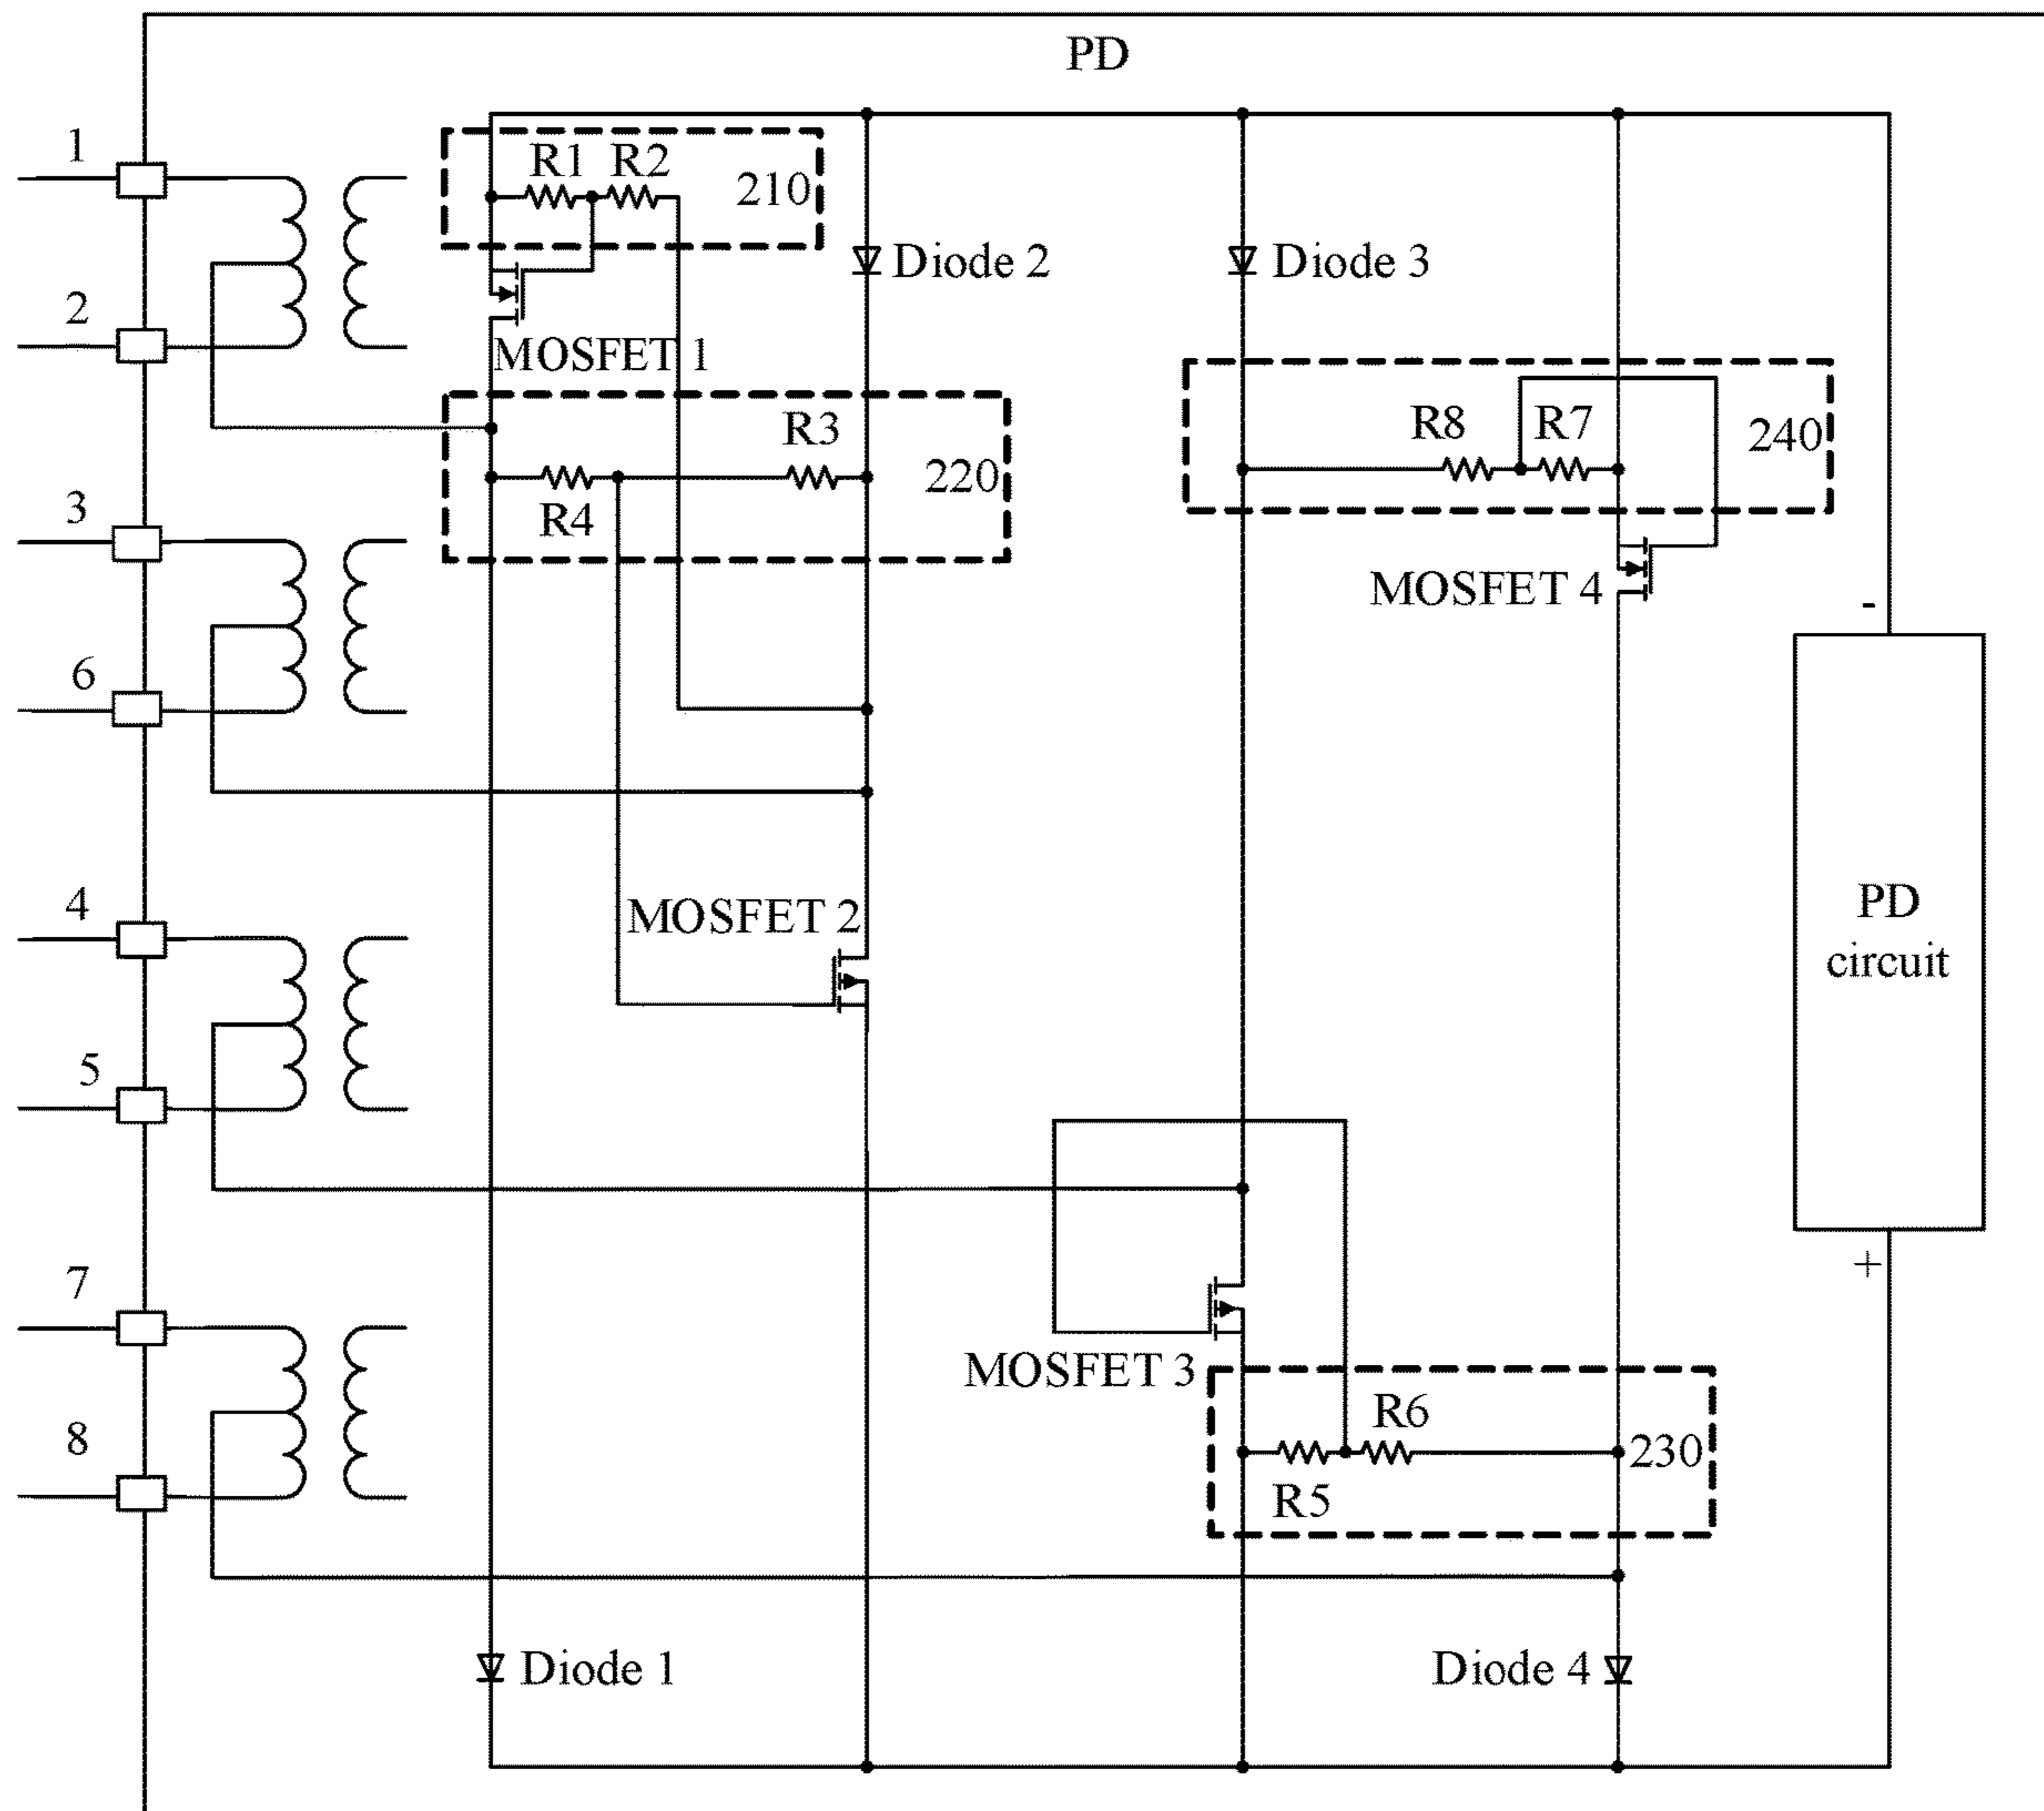 PD
1
R1
R2
210
Diode 2
Diode 3
2
MOSFET 1
R3
R8
R7
240
220
3
R4
MOSFET 4
-
6
4
MOSFET 2
PD
circuit
5
+
7
MOSFET 3
R6
8
230
R5
Diode 1
Diode 4